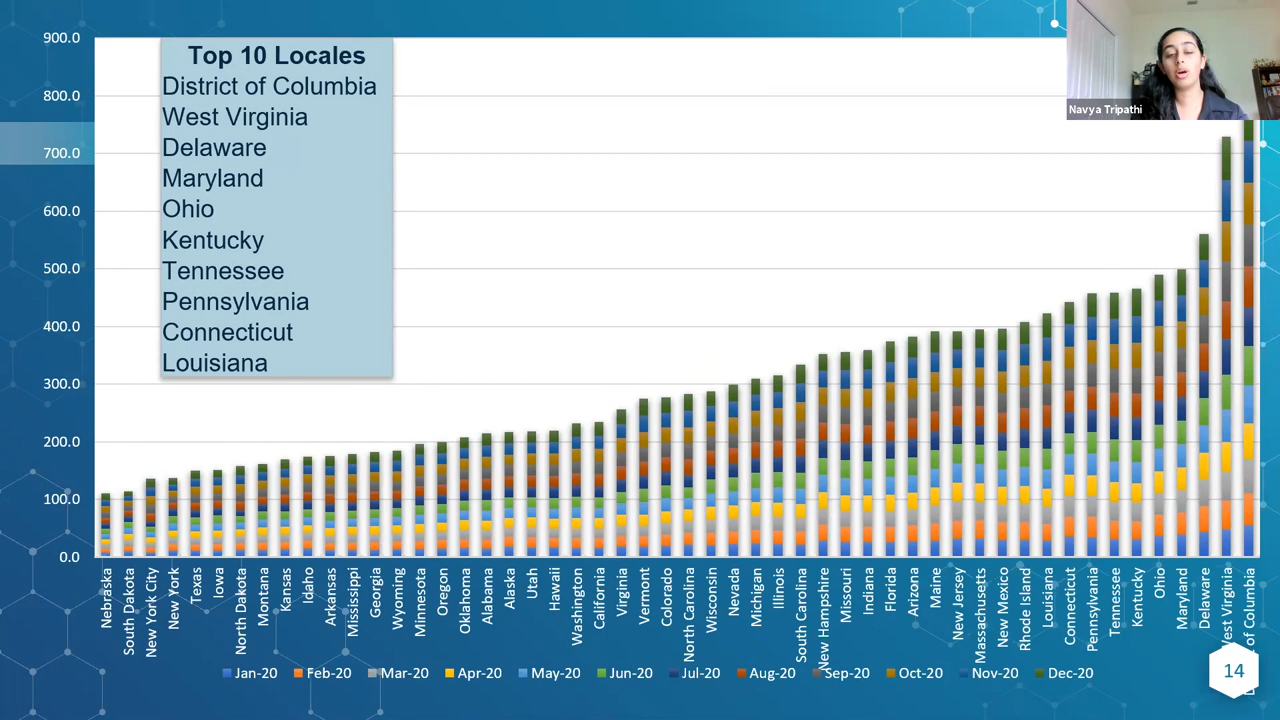 900.0
800.0
700.0
600.0
500.0
400.0
300.0
200.0
100.0
0.0
Top 10 Locales
District of Columbia
West Virginia
Delaware
Maryland
Ohio
Kentucky
Tennessee
Pennsylvania
Connecticut
Louisiana
Navya Tripathi
Nebraska
South Dakota
New York City
New York
Texas
Iowa
North Dakota
Montana
Kansas
Idaho
Arkansas
Mississippi
Georgia
Wyoming
Minnesota
Oregon
Oklahoma
Alabama
Alaska
Utah
Hawaii
Washington
California
Virginia
Vermont
Colorado
North Carolina
Wisconsin
Nevada
Michigan
Illinois
South Carolina
New Hampshire
Missouri
Indiana
Florida
Arizona
Maine
New Jersey
Massachusetts
New Mexico
Rhode Island
Louisiana
Connecticut
Pennsylvania
Tennessee
Kentucky
Ohio
Maryland
Delaware
West Virginia
of Columbia
Jan-20 Feb-20 Mar-20 Apr-20 May-20 Jun-20 Jul-20 Aug-20 Sep-20 Oct-20 Nov-20 Dec-20
14